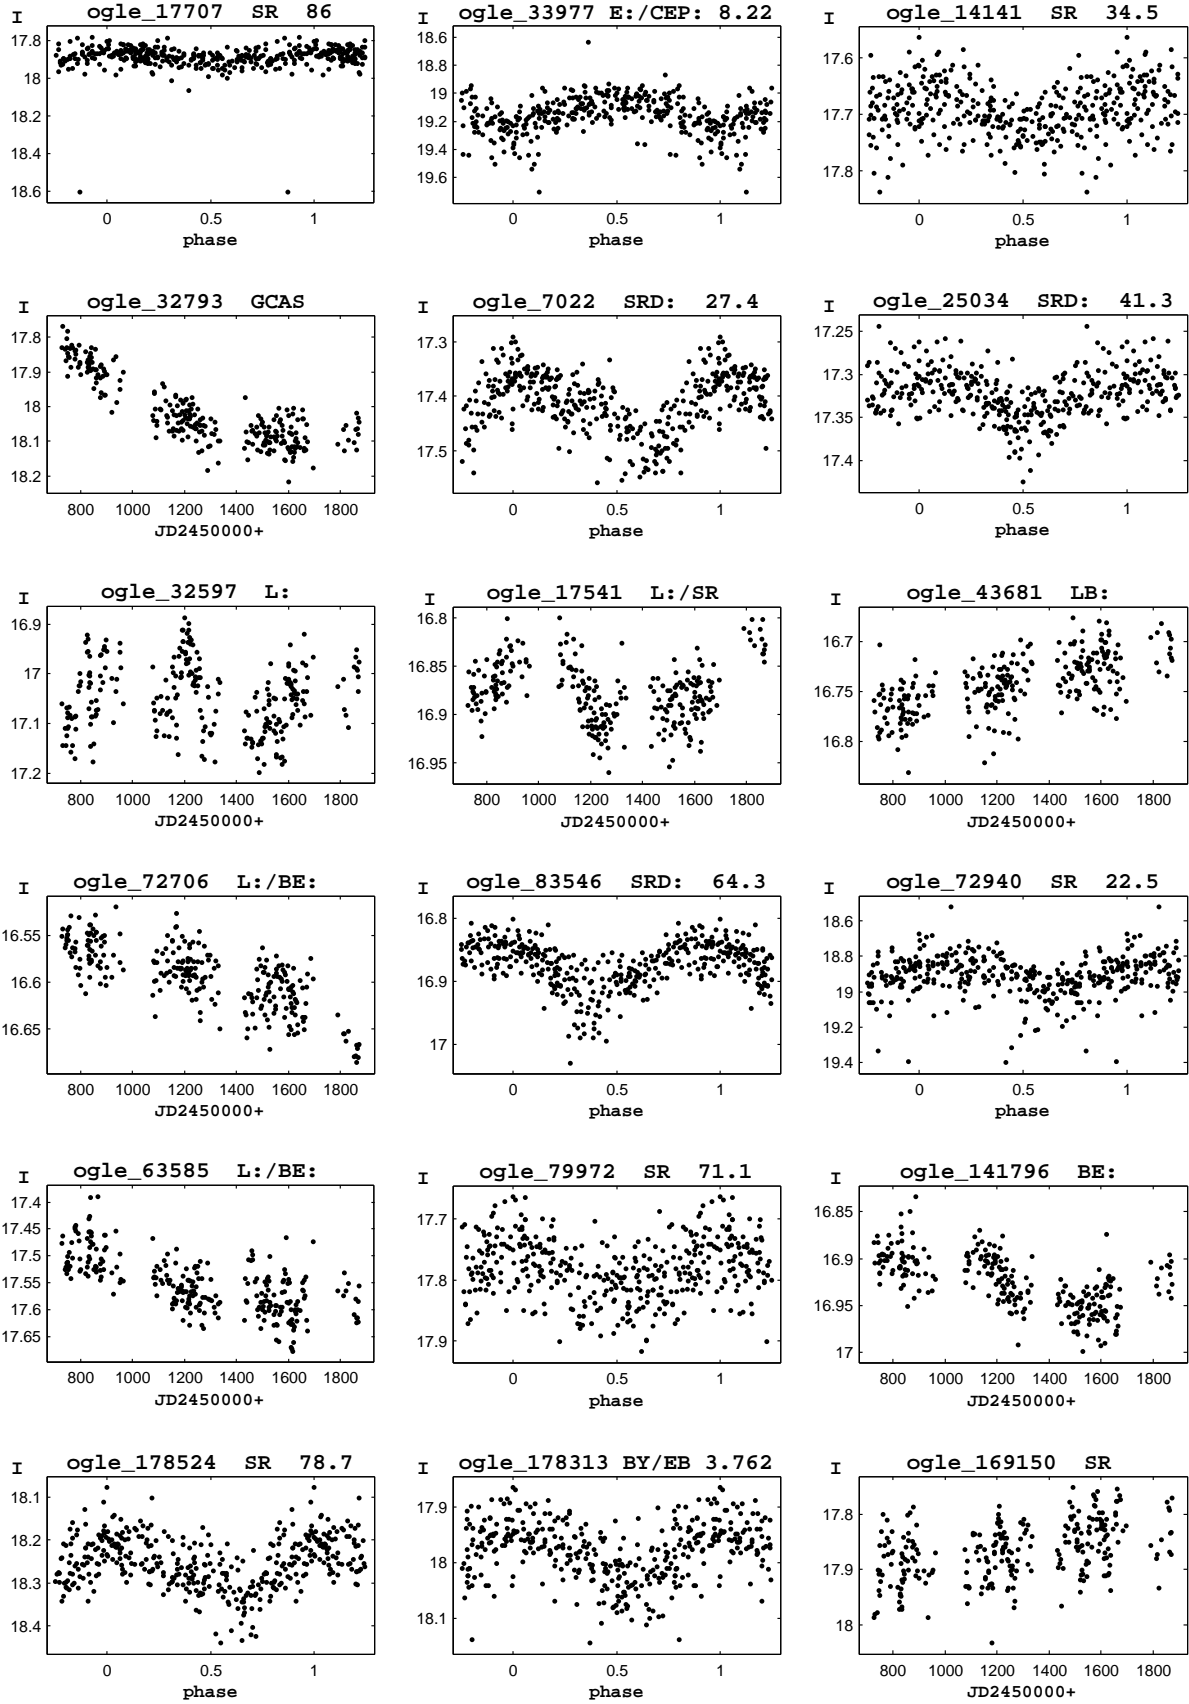 ogle_17707 SR 86
I
17.8
18
18.2
18.4
18.6
0 0.5 1
phase
ogle_33977 E:/CEP: 8.22
I
18.6
18.8
19
19.2
19.4
19.6
0 0.5 1
phase
ogle_14141 SR 34.5
I
17.6
17.7
17.8
0 0.5 1
phase
ogle_32793 GCAS
I
17.8
17.9
18
18.1
18.2
800 1000 1200 1400 1600 1800
JD2450000+
ogle_7022 SRD: 27.4
I
17.3
17.4
17.5
0 0.5 1
phase
ogle_25034 SRD: 41.3
I
17.25
17.3
17.35
17.4
0 0.5 1
phase
ogle_32597 L:
I
16.9
17
17.1
17.2
800 1000 1200 1400 1600 1800
JD2450000+
ogle_17541 L:/SR
I
16.8
16.85
16.9
16.95
800 1000 1200 1400 1600 1800
JD2450000+
ogle_43681 LB:
I
16.7
16.75
16.8
800 1000 1200 1400 1600 1800
JD2450000+
ogle_72706 L:/BE:
I
16.55
16.6
16.65
800 1000 1200 1400 1600 1800
JD2450000+
ogle_83546 SRD: 64.3
I
16.8
16.9
17
0 0.5 1
phase
ogle_72940 SR 22.5
I
18.6
18.8
19
19.2
19.4
0 0.5 1
phase
ogle_63585 L:/BE:
I
17.4
17.45
17.5
17.55
17.6
17.65
800 1000 1200 1400 1600 1800
JD2450000+
ogle_79972 SR 71.1
I
17.7
17.8
17.9
0 0.5 1
phase
ogle_141796 BE:
I
16.85
16.9
16.95
17
800 1000 1200 1400 1600 1800
JD2450000+
ogle_178524 SR 78.7
I
18.1
18.2
18.3
18.4
0 0.5 1
phase
ogle_178313 BY/EB 3.762
I
17.9
18
18.1
0 0.5 1
phase
ogle_169150 SR
I
17.8
17.9
18
800 1000 1200 1400 1600 1800
JD2450000+